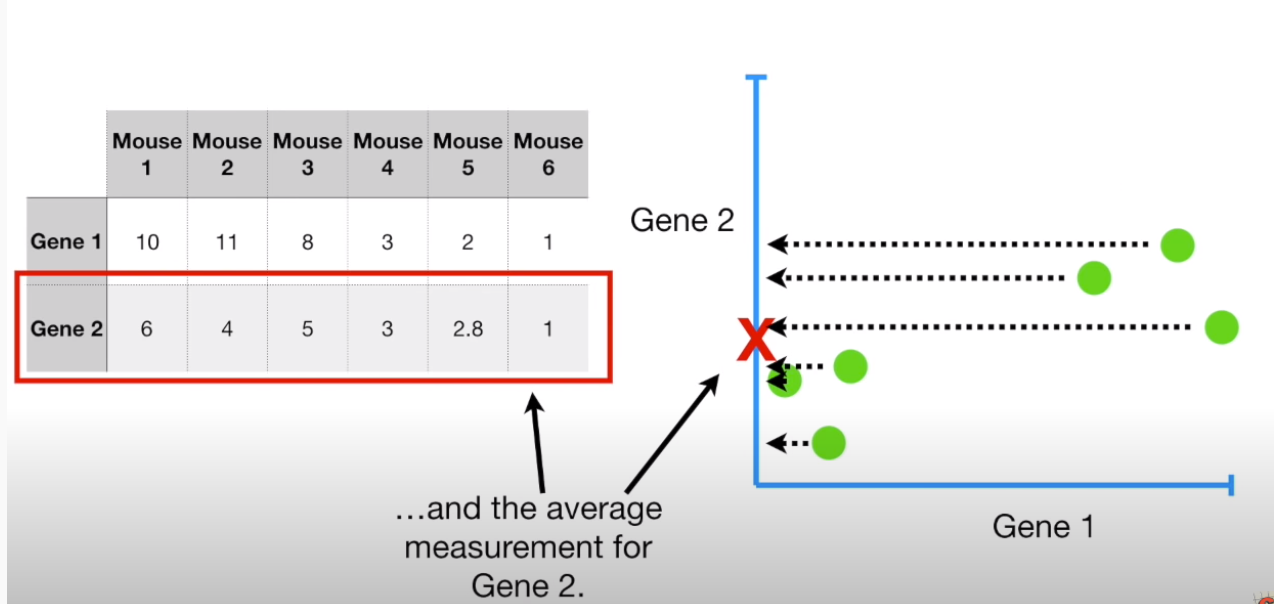 Mouse 1 Mouse 2 Mouse 3 Mouse 4 Mouse 5 Mouse 6
Gene 1 10 11 8 3 2 1
Gene 2 6 4 5 3 2.8 1
Gene 2
X
Gene 1
...and the average
measurement for
Gene 2.